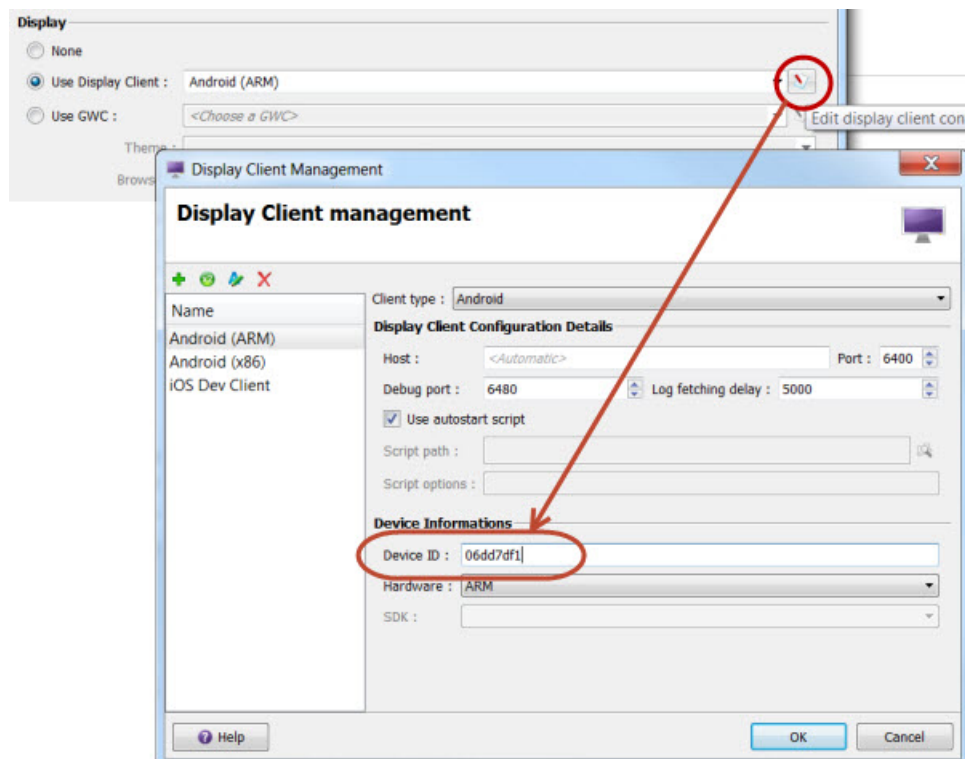 Display
None
Use Display Client : Android (ARM)
Use GWC : <Choose a GWC>
Edit display client con
Theme :
Brows
Display Client Management
Display Client management
Name
Android (ARM)
Android (x86)
iOS Dev Client
Client type : Android
Display Client Configuration Details
Host : <Automatic> Port : 6400
Debug port : 6480 Log fetching delay : 5000
Use autostart script
Script path :
Script options :
Device Informations
Device ID : 06dd7df1
Hardware : ARM
SDK :
Help OK Cancel